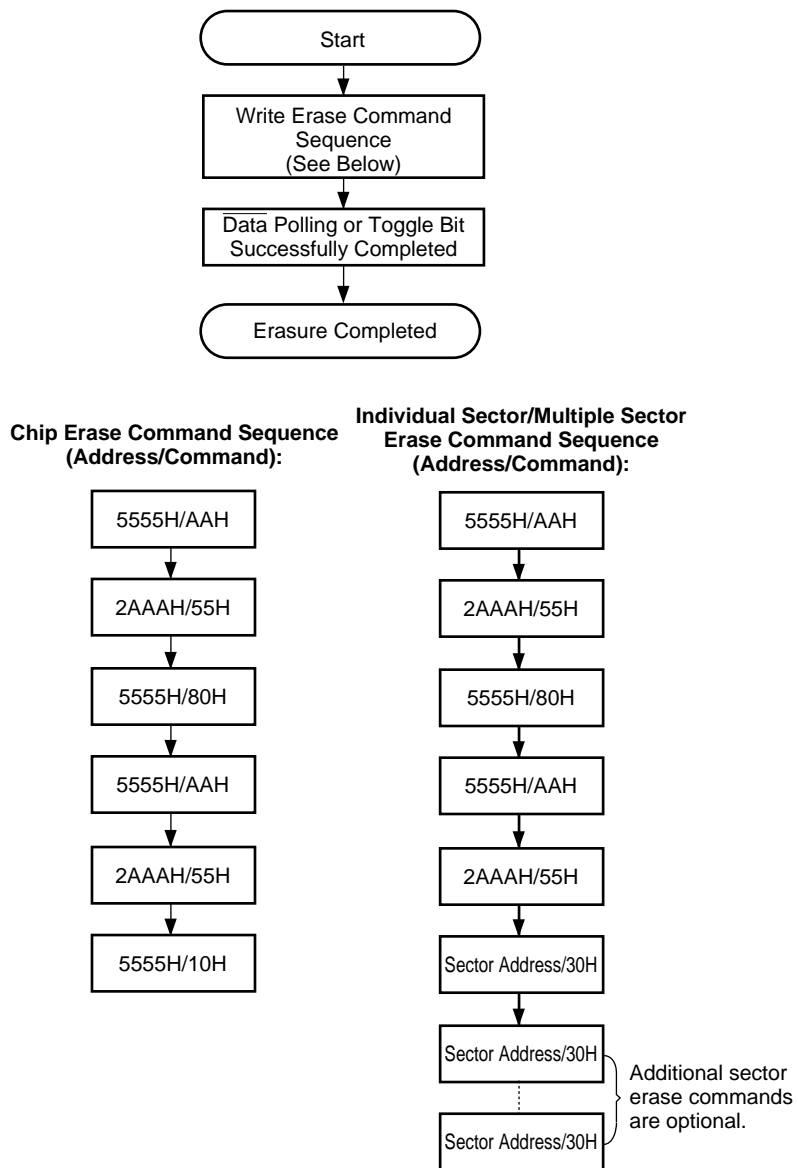 Start
Write Erase Command
Sequence
(See Below)
Data Polling or Toggle Bit
Successfully Completed
Erasure Completed
Chip Erase Command Sequence
(Address/Command):
5555H/AAH
2AAAH/55H
5555H/80H
5555H/AAH
2AAAH/55H
5555H/10H
Individual Sector/Multiple Sector
Erase Command Sequence
(Address/Command):
5555H/AAH
2AAAH/55H
5555H/80H
5555H/AAH
2AAAH/55H
Sector Address/30H
Sector Address/30H
Sector Address/30H
Additional sector
erase commands
are optional.